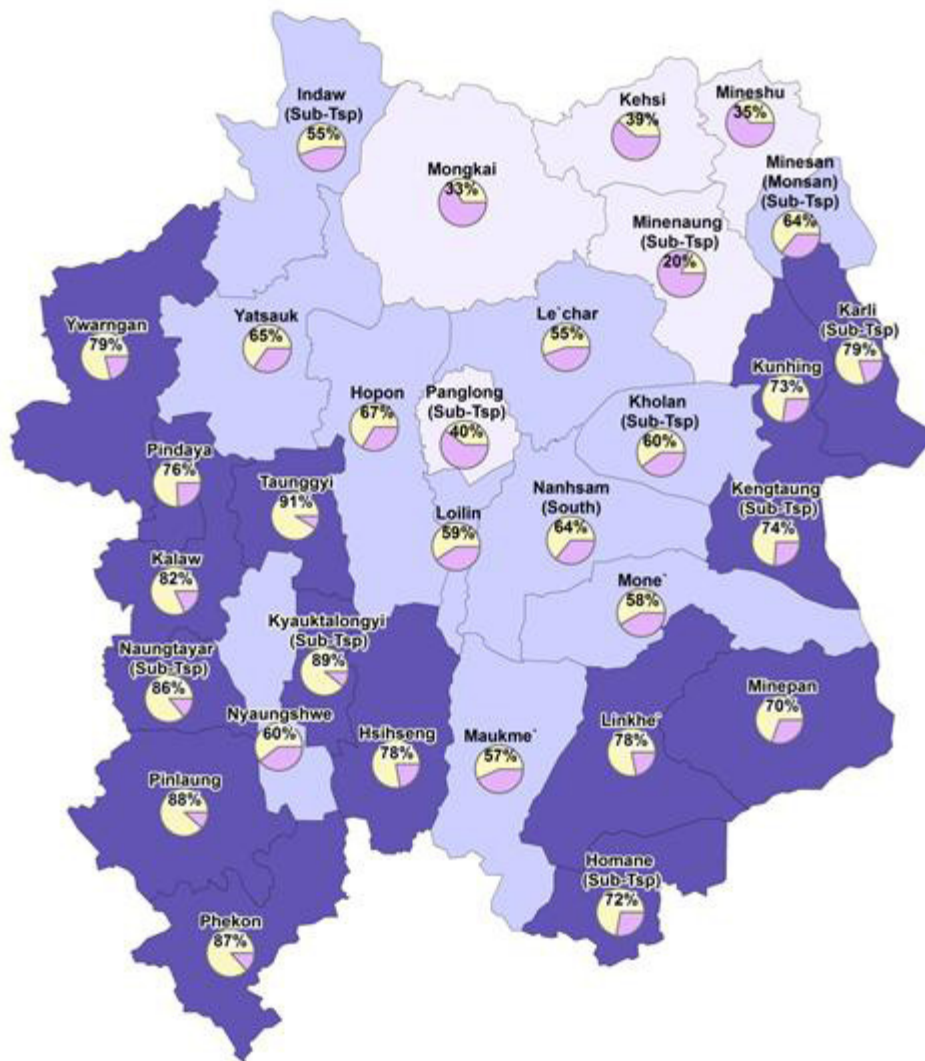 Indaw
(Sub-Tsp)
55%
Kehsi
39%
Mineshu
35%
Mongkai
33%
Minesan
(Monsan)
(Sub-Tsp)
64%
Minenaung
(Sub-Tsp)
20%
Ywarngan
79%
Yatsauk
65%
Le`char
55%
Karli
(Sub-Tsp)
79%
Kunhing
73%
Hopon
67%
Panglong
(Sub-Tsp)
40%
Kholan
(Sub-Tsp)
60%
Pindaya
76%
Taunggyi
91%
Loilin
59%
Nanhsam
(South)
64%
Kengtaung
(Sub-Tsp)
74%
Kalaw
82%
Mone`
58%
Kyauktalongyi
(Sub-Tsp)
89%
Naungtayar
(Sub-Tsp)
86%
Nyaungshwe
60%
Hsihseng
78%
Maukme`
57%
Linkhe`
78%
Minepan
70%
Pinlaung
88%
Homane
(Sub-Tsp)
72%
Phekon
87%